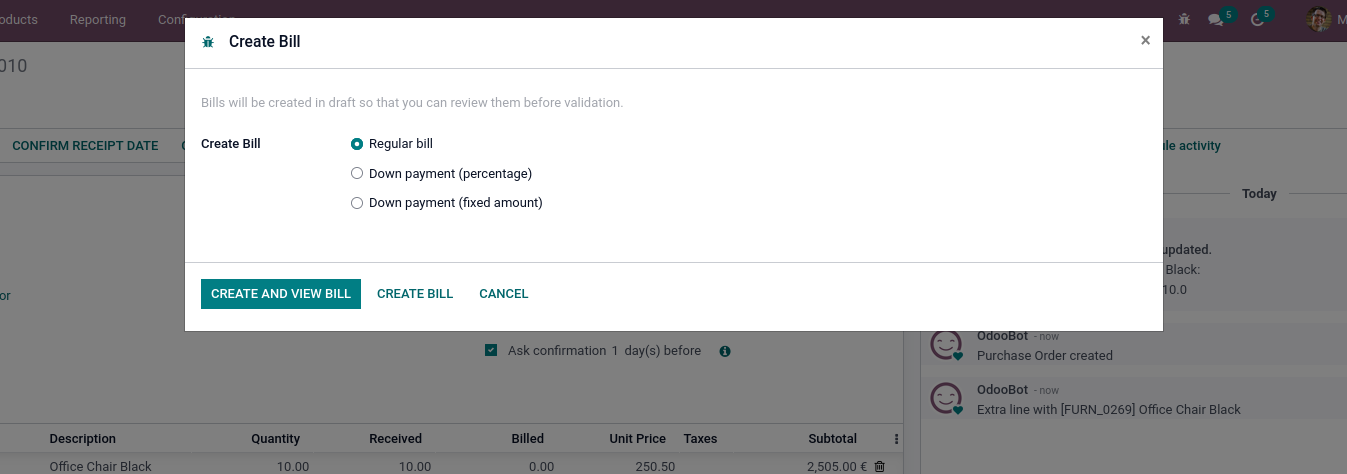 oducts Reporting 5 5 M
Create Bill ×
010
Bills will be created in draft so that you can review them before validation.
CONFIRM RECEIPT DATE Create Bill Regular bill ule activity
Down payment (percentage)
Down payment (fixed amount)
Today
updated.
Black:
10.0
or CREATE AND VIEW BILL CREATE BILL CANCEL
OdooBot - now
Ask confirmation 1 day(s) before Purchase Order created
OdooBot - now
Extra line with [FURN_0269] Office Chair Black
Description Quantity Received Billed Unit Price Taxes Subtotal
Office Chair Black 10.00 10.00 0.00 250.50 2,505.00 €